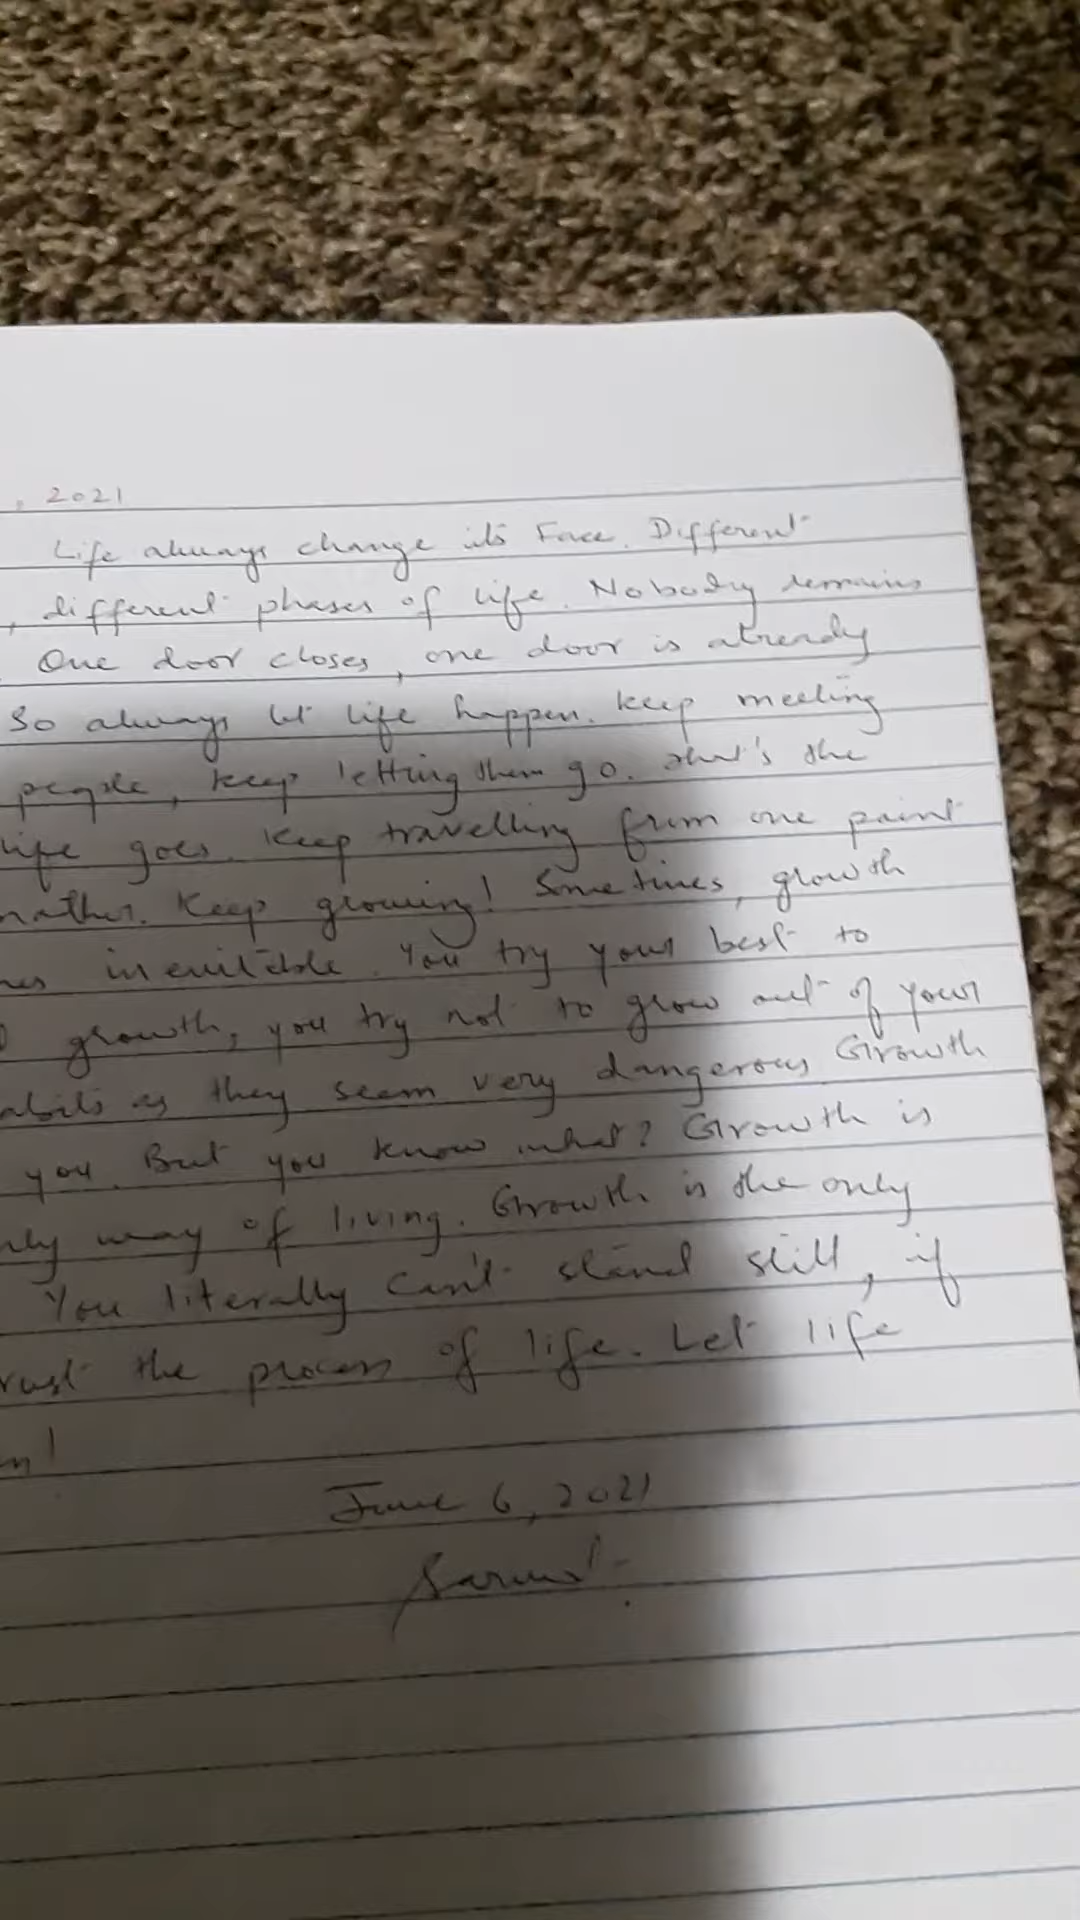 , 2021
Life always change its Face. Different
, different phases of life. Nobody remains
. One door closes, one door is already
So always let life happen. Keep meeting
people, keep letting them go. that's the
life goes. Keep travelling from one point
nother. Keep growing! Sometimes, growth
mes inevitable. You try your best to
growth, you try not to grow out of your
abits as they seem very dangerous Growth
you. But you know what? Growth is
nly way of living. Growth is the only
You literally can't stand still, if
rust the process of life. Let life
en!
June 6, 2021